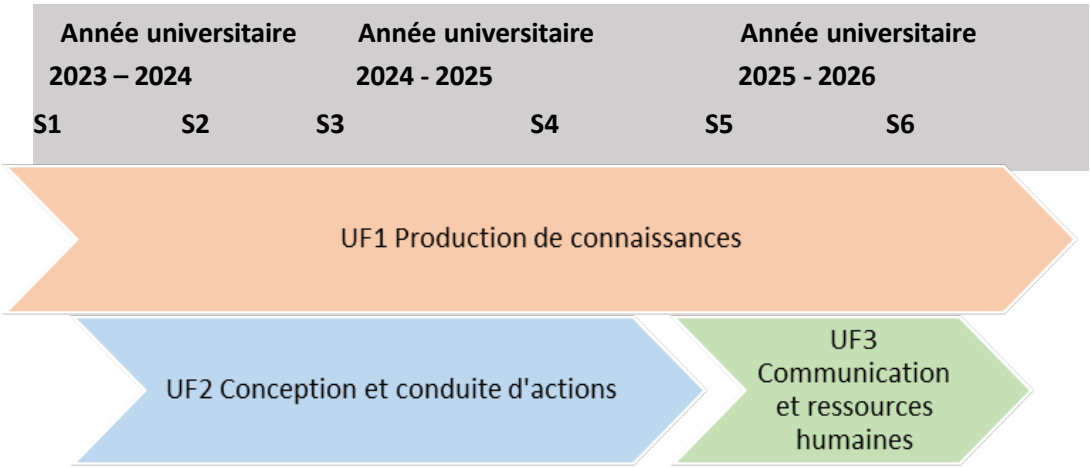 Année universitaire Année universitaire Année universitaire
2023 – 2024 2024 - 2025 2025 - 2026
S1 S2 S3 S4 S5 S6
UF1 Production de connaissances
UF2 Conception et conduite d'actions
UF3
Communication
et ressources
humaines